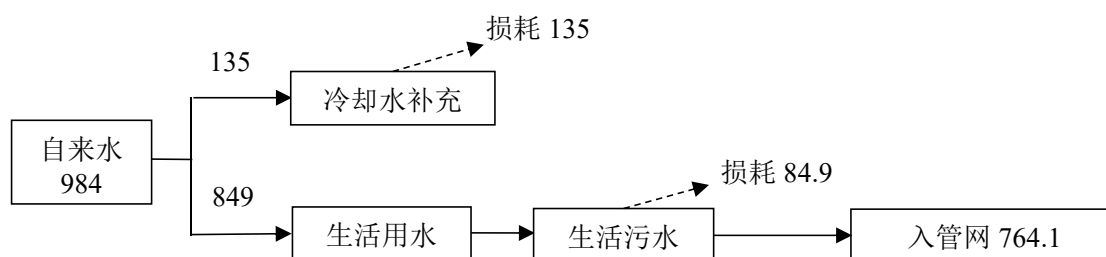 损耗 135
135
冷却水补充
自来水
984
849
损耗 84.9
生活用水
生活污水
入管网 764.1